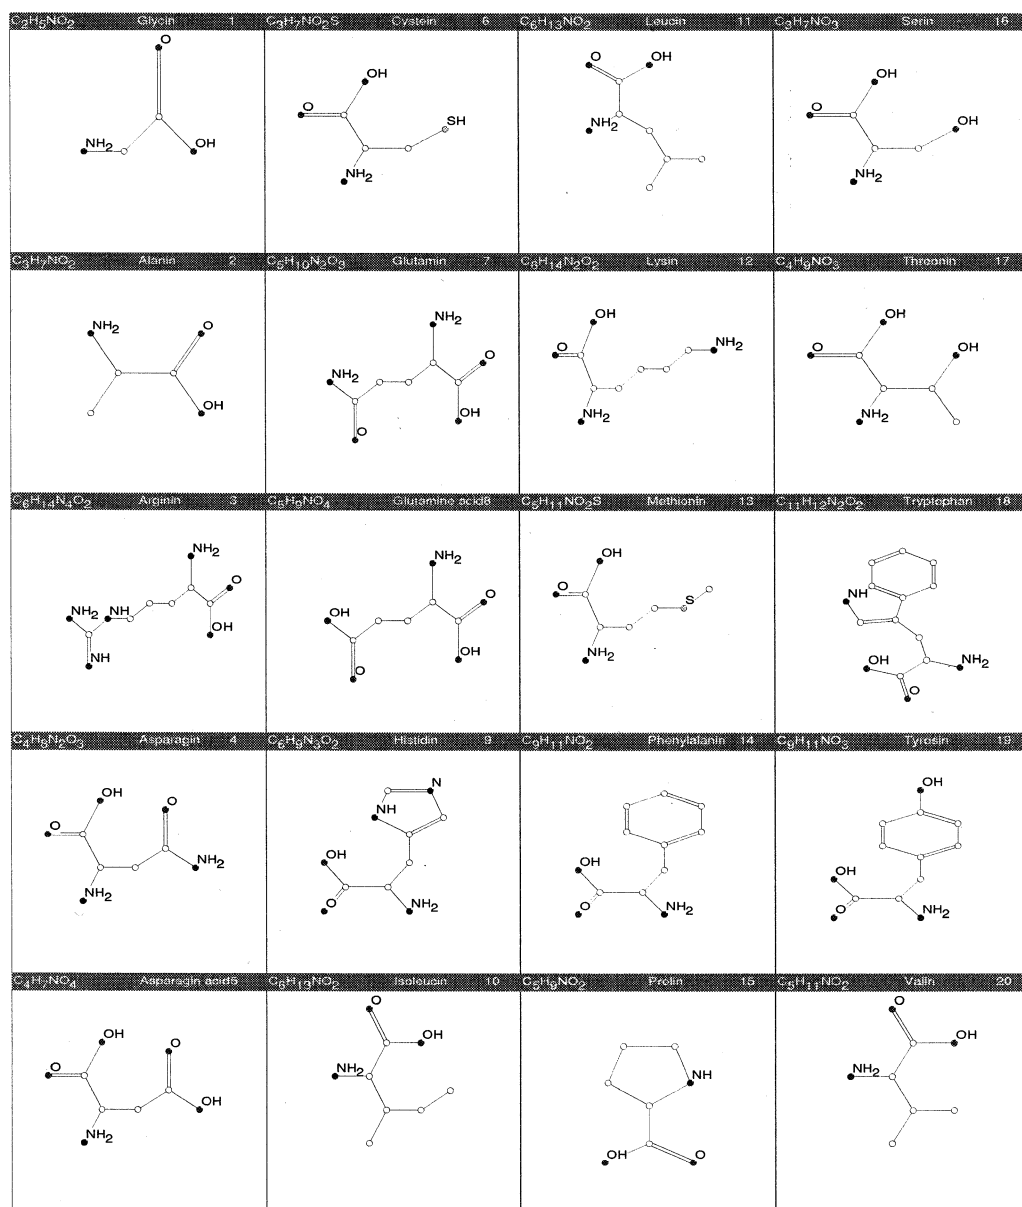 C2H5NO2 Glycin 1
O
NH2
OH
C3H7NO2S Cystein 6
OH
O
SH
NH2
C6H13NO2 Leucin 11
O
OH
NH2
C3H7NO3 Serin 16
OH
O
OH
NH2
C3H7NO2 Alanin 2
NH2
O
OH
C5H10N2O3 Glutamin 7
NH2
O
NH2
OH
O
C6H14N2O2 Lysin 12
OH
O
NH2
NH2
C4H9NO3 Threonin 17
OH
O
OH
NH2
C6H14N4O2 Arginin 3
NH2
O
NH2
NH
OH
NH
C5H9NO4 Glutamine acid8
NH2
O
OH
OH
O
C5H11NO2S Methionin 13
OH
O
S
NH2
C11H12N2O2 Tryptophan 18
NH
OH
NH2
O
C4H8N2O3 Asparagin 4
OH
O
O
NH2
NH2
C6H9N3O2 Histidin 9
N
NH
OH
O
NH2
C9H11NO2 Phenylalanin 14
OH
O
NH2
C9H11NO3 Tyrosin 19
OH
OH
O
NH2
C4H7NO4 Asparagin acid5
OH
O
O
OH
NH2
C6H13NO2 Isoleucin 10
O
OH
NH2
C5H9NO2 Prolin 15
NH
OH
O
C5H11NO2 Valin 20
O
OH
NH2